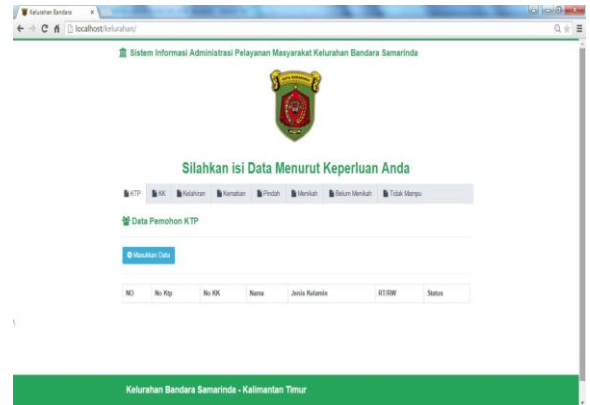 Kelurahan Bandara
localhost/kelurahan/
Sistem Informasi Administrasi Pelayanan Masyarakat Kelurahan Bandara Samarinda
Silahkan isi Data Menurut Keperluan Anda
KTP KK Kelahiran Kematian Pindah Menikah Belum Menikah Tidak Mampu
Data Pemohon KTP
Masukkan Data
NO No Ktp No KK Nama Jenis Kelamin RT/RW Status
Kelurahan Bandara Samarinda - Kalimantan Timur